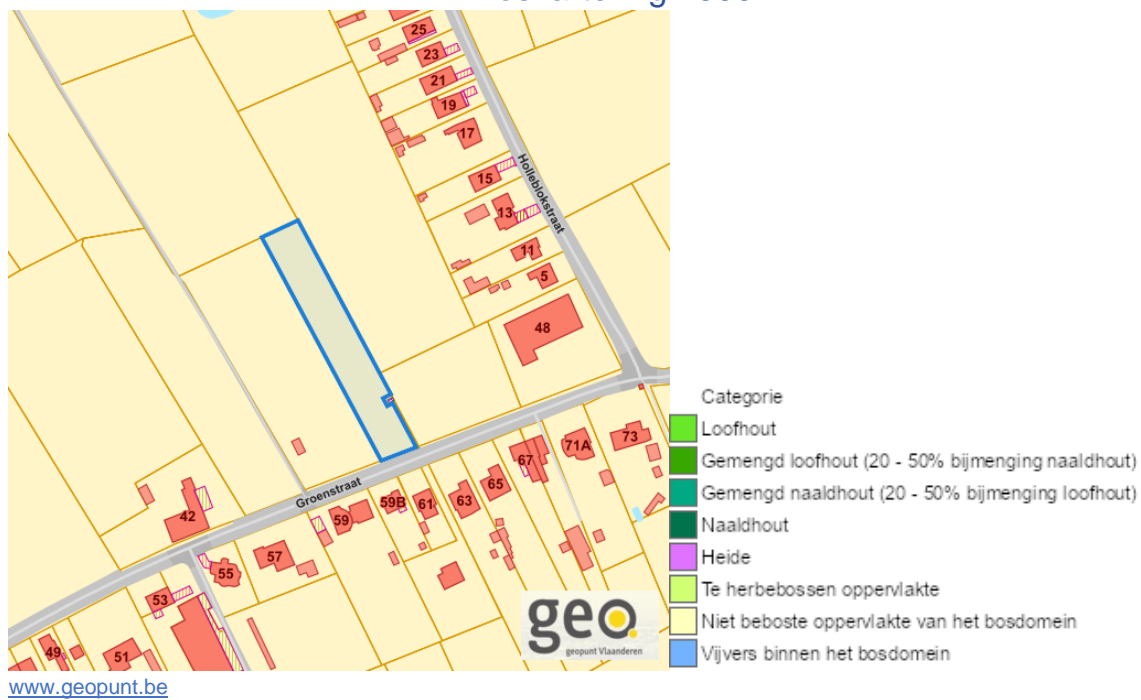 25
23
21
19
17
15
13
11
5
48
Holleblokstraat
Groenstraat
42
59
59B
61
63
65
67
71A
73
57
55
53
51
49
geo
geopunt Vlaanderen
Categorie
Loofhout
Gemengd loofhout (20 - 50% bijmenging naaldhout)
Gemengd naaldhout (20 - 50% bijmenging loofhout)
Naaldhout
Heide
Te herbebossen oppervlakte
Niet beboste oppervlakte van het bosdomein
Vijvers binnen het bosdomein
www.geopunt.be